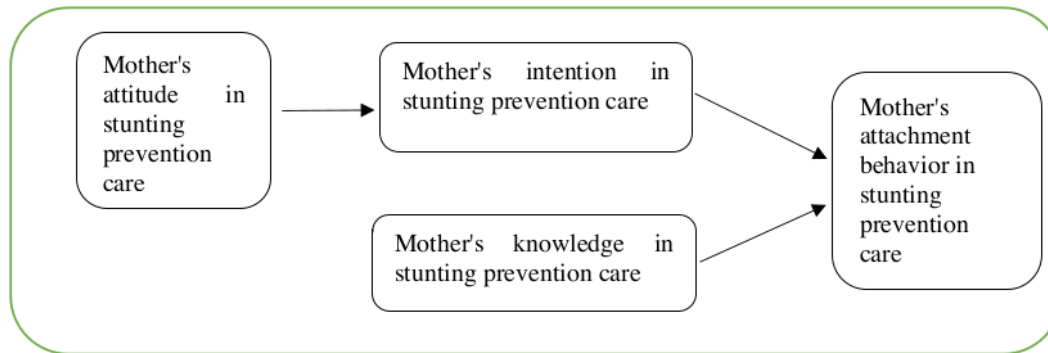 Mother's
attitude in
stunting
prevention
care
Mother's intention in
stunting prevention care
Mother's knowledge in
stunting prevention care
Mother's
attachment
behavior in
stunting
prevention
care